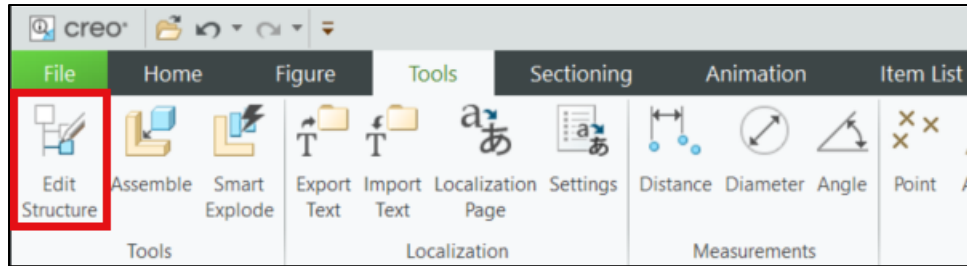 creo
File Home Figure Tools Sectioning Animation Item List
Edit Structure Assemble Smart Explode Export Text Import Text Localization Page Settings Distance Diameter Angle Point
Tools Localization Measurements